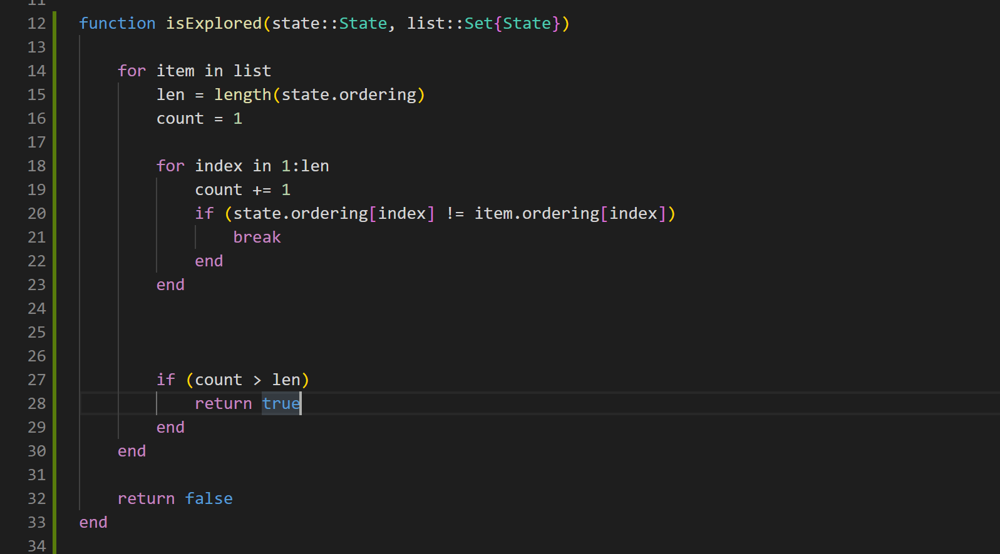 11
12 function isExplored(state::State, list::Set{State})
13
14     for item in list
15         len = length(state.ordering)
16         count = 1
17
18         for index in 1:len
19             count += 1
20             if (state.ordering[index] != item.ordering[index])
21                 break
22             end
23         end
24
25
26
27         if (count > len)
28             return true
29         end
30     end
31
32     return false
33 end
34